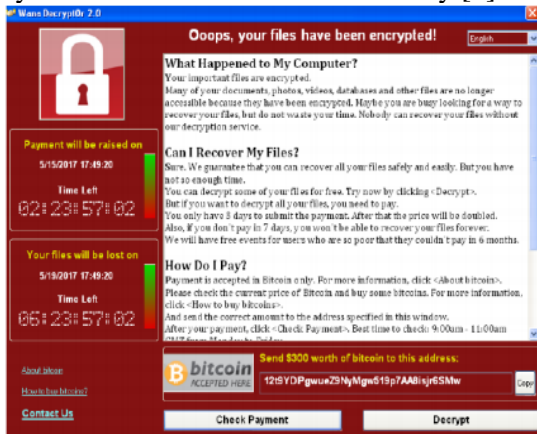 Wana Decrypt0r 2.0
Ooops, your files have been encrypted!
English
What Happened to My Computer?
Your important files are encrypted.
Many of your documents, photos, videos, databases and other files are no longer
accessible because they have been encrypted. Maybe you are busy looking for a way to
recover your files, but do not waste your time. Nobody can recover your files without
our decryption service.
Can I Recover My Files?
Sure. We guarantee that you can recover all your files safely and easily. But you have
not so enough time.
You can decrypt some of your files for free. Try now by clicking <Decrypt>.
But if you want to decrypt all your files, you need to pay.
You only have 3 days to submit the payment. After that the price will be doubled.
Also, if you don't pay in 7 days, you won't be able to recover your files forever.
We will have free events for users who are so poor that they couldn't pay in 6 months.
How Do I Pay?
Payment is accepted in Bitcoin only. For more information, click <About bitcoin>.
Please check the current price of Bitcoin and buy some bitcoins. For more information,
click <How to buy bitcoins>.
And send the correct amount to the address specified in this window.
After your payment, click <Check Payment>. Best time to check: 9:00am - 11:00am
GMT from Monday to Friday.
Payment will be raised on
5/15/2017 17:49:20
Time Left
02:23:57:02
Your files will be lost on
5/19/2017 17:49:20
Time Left
06:23:57:02
About bitcoin
How to buy bitcoins?
Contact Us
bitcoin
ACCEPTED HERE
Send $300 worth of bitcoin to this address:
12t9YDPgwueZ9NyMgw519p7AA8isjr6SMw
Copy
Check Payment
Decrypt